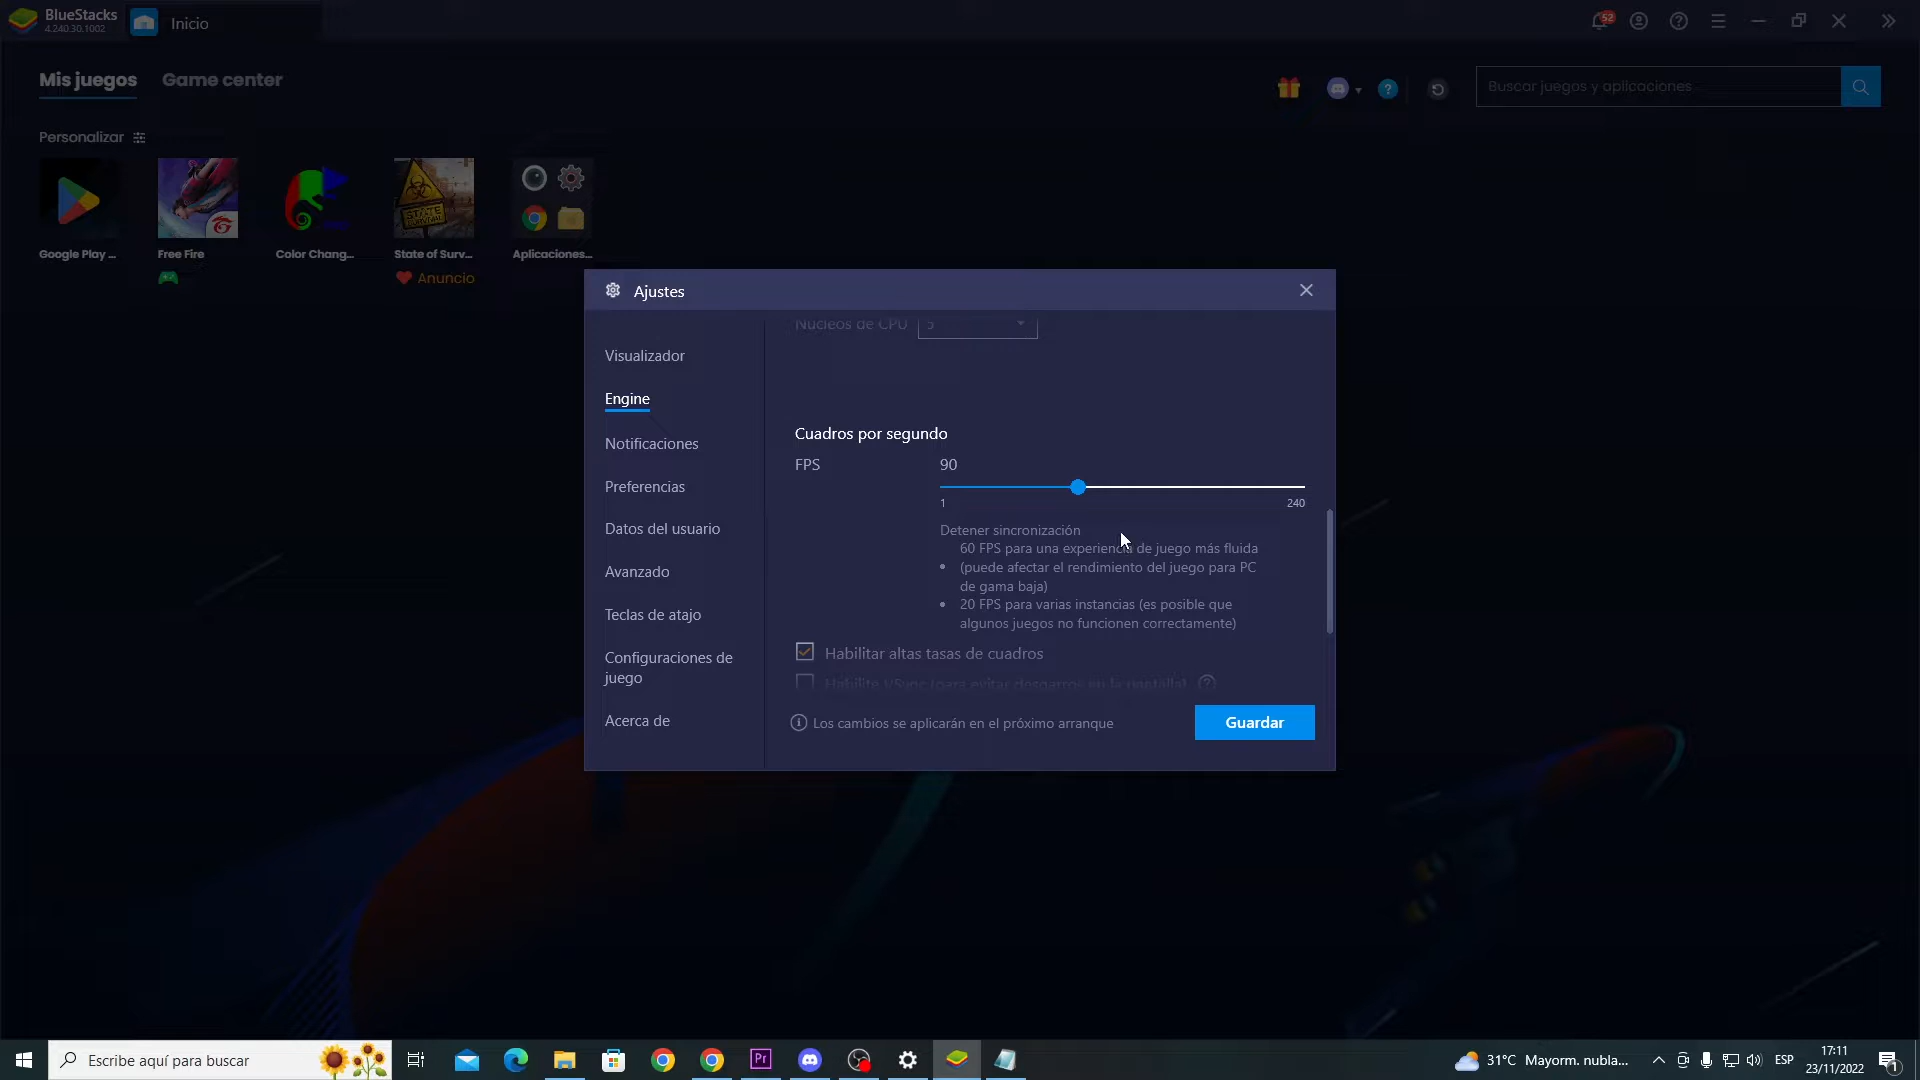 BlueStacks
4.240.30.1002
Inicio
52
Mis juegos
Game center
Buscar juegos y aplicaciones
Personalizar
STATE
Google Play ...
Free Fire
Color Chang...
State of Surv...
Aplicaciones...
Anuncio
Ajustes
Visualizador
Engine
Notificaciones
Preferencias
Datos del usuario
Avanzado
Teclas de atajo
Configuraciones de
juego
Acerca de
Núcleos de CPU
5
Cuadros por segundo
FPS
90
1
240
Detener sincronización
60 FPS para una experiencia de juego más fluida
• (puede afectar el rendimiento del juego para PC
de gama baja)
• 20 FPS para varias instancias (es posible que
algunos juegos no funcionen correctamente)
Habilitar altas tasas de cuadros
Habilite VSync (para evitar desgarros en la pantalla)
Los cambios se aplicarán en el próximo arranque
Guardar
Escribe aquí para buscar
Pr
31°C Mayorm. nubla...
ESP
17:11
23/11/2022
1